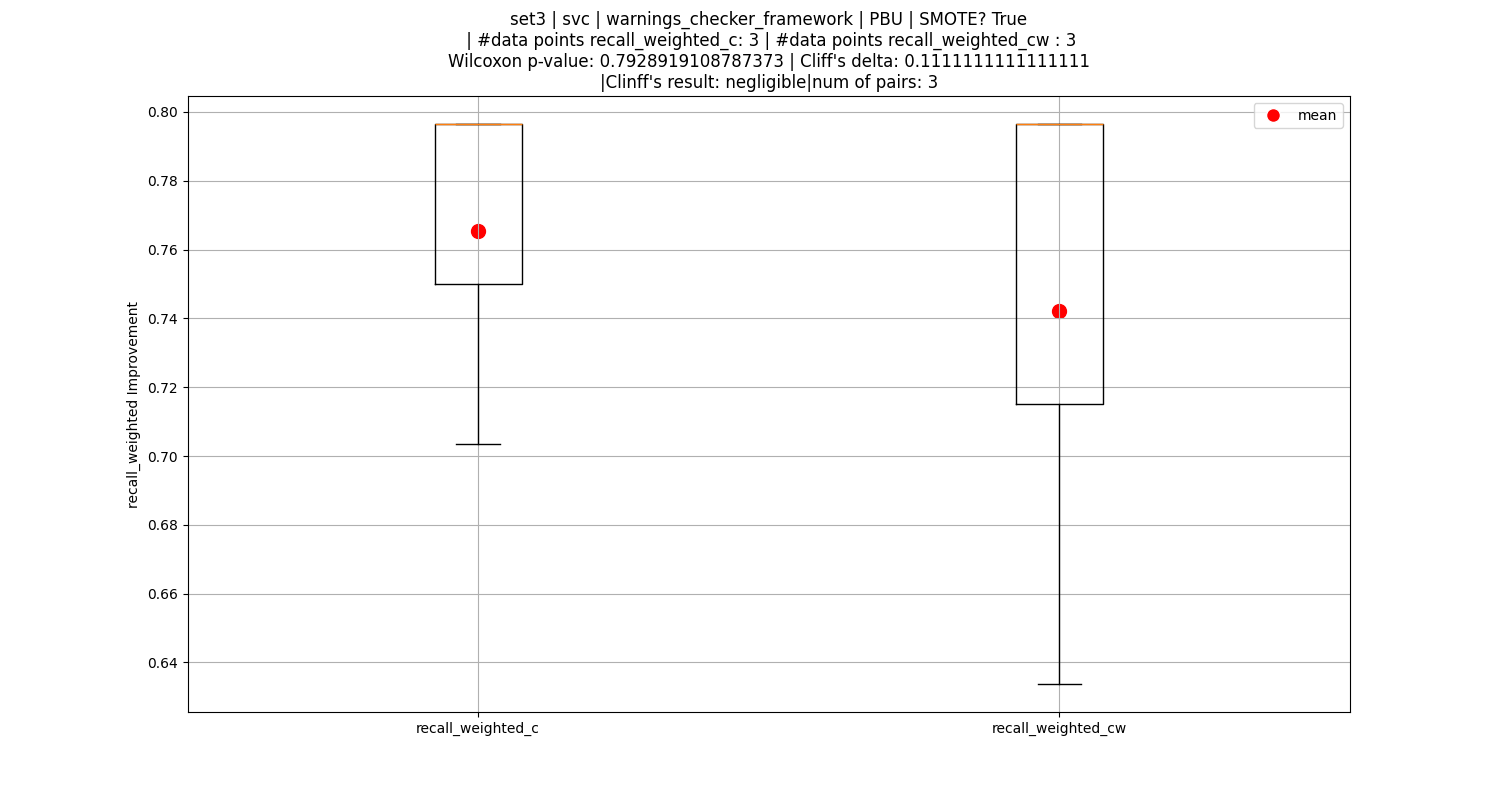 set3 | svc | warnings_checker_framework | PBU | SMOTE? True
| #data points recall_weighted_c: 3 | #data points recall_weighted_cw : 3
Wilcoxon p-value: 0.7928919108787373 | Cliff's delta: 0.1111111111111111
|Clinff's result: negligible|num of pairs: 3
0.80
mean
0.78
0.76
0.74
0.72
0.70
0.68
0.66
0.64
recall_weighted Improvement
recall_weighted_c
recall_weighted_cw